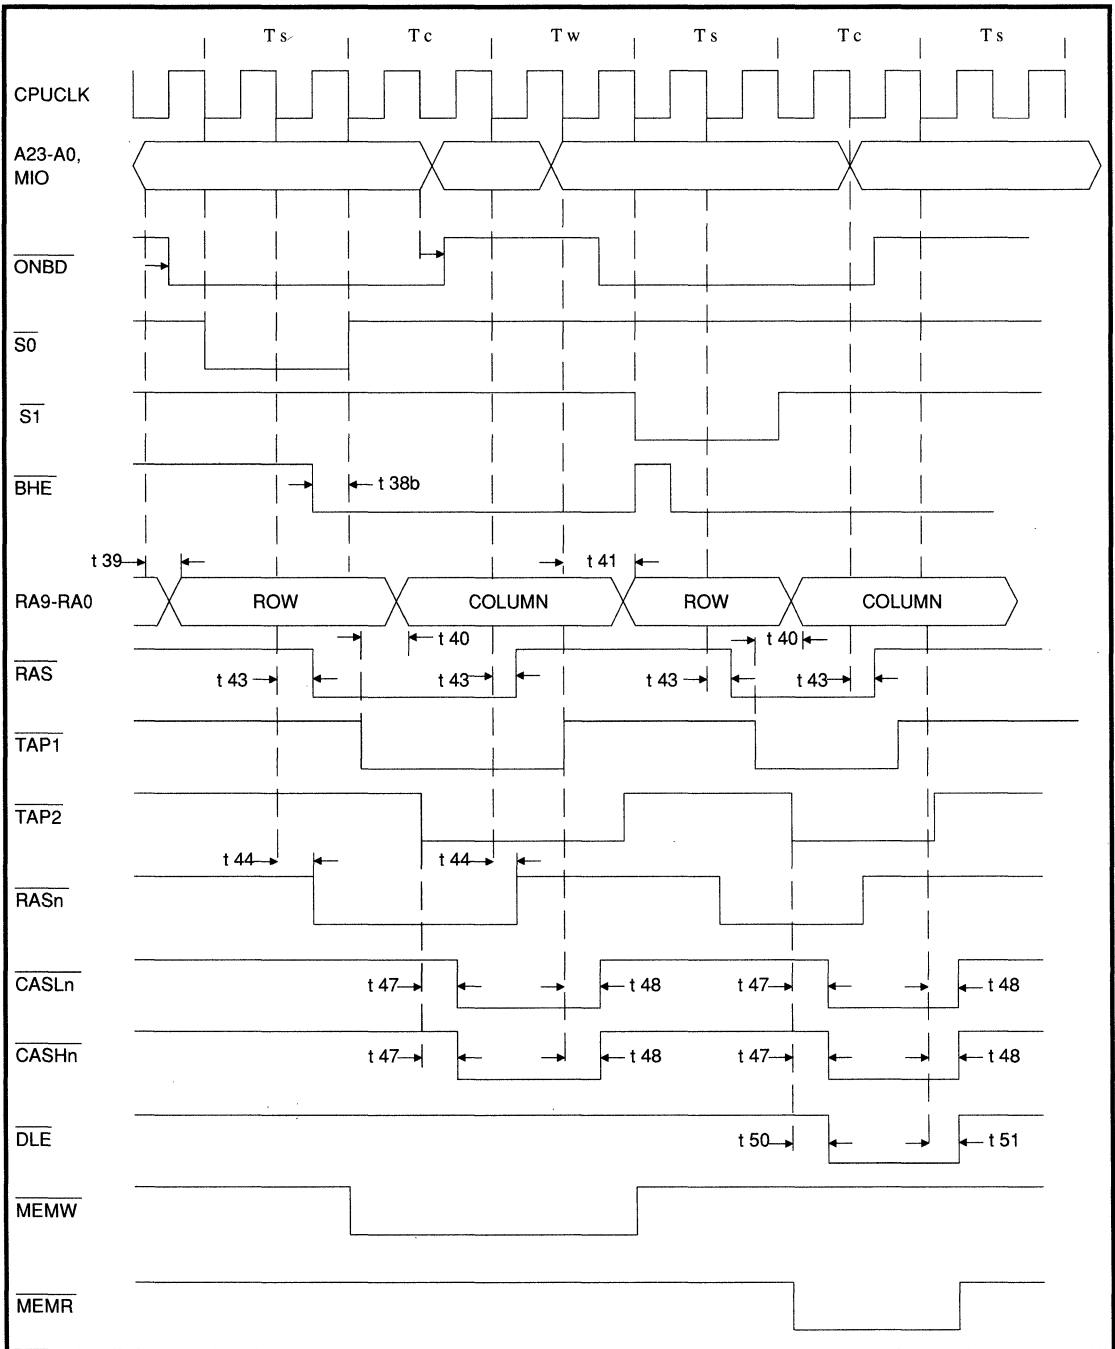 Ts Tc Tw Ts Tc Ts
CPUCLK
A23-A0,
MIO
ONBD
S0
S1
BHE
t 38b
t 39
t 41
RA9-RA0 ROW COLUMN ROW COLUMN
t 40 t 40
RAS
t 43 t 43 t 43 t 43
TAP1
TAP2
t 44 t 44
RASn
CASLn
t 47 t 48 t 47 t 48
CASHn
t 47 t 48 t 47 t 48
DLE
t 50 t 51
MEMW
MEMR